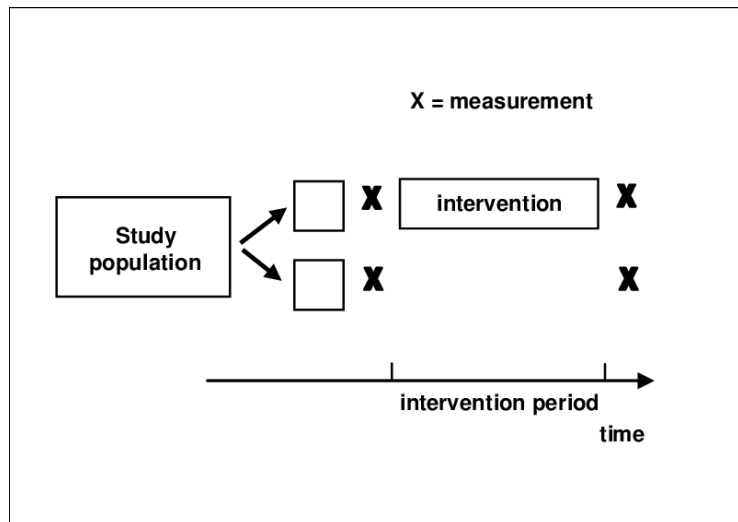 X = measurement
Study
population
X
intervention
X
X
X
intervention period
time